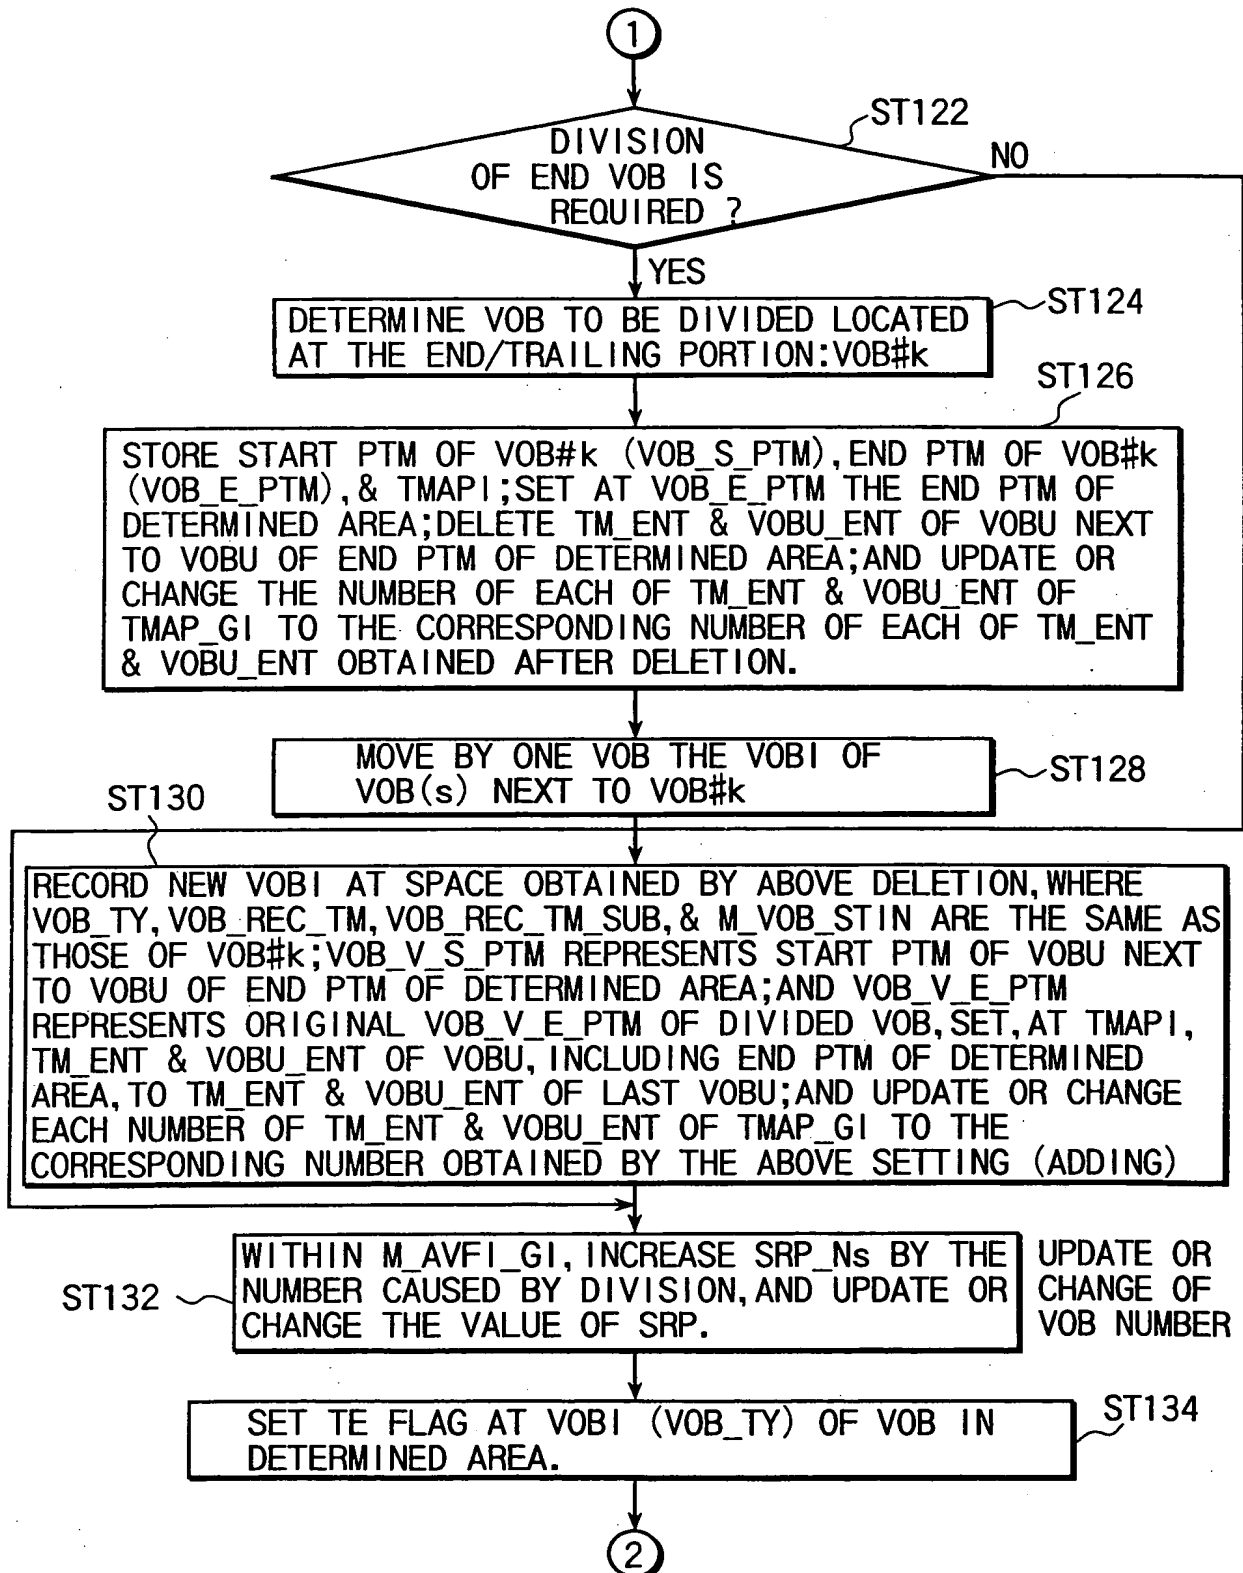 1
ST122
DIVISION
OF END VOB IS
REQUIRED ?
NO
YES
ST124
DETERMINE VOB TO BE DIVIDED LOCATED
AT THE END/TRAILING PORTION:VOB#k
ST126
STORE START PTM OF VOB#k (VOB_S_PTM), END PTM OF VOB#k
(VOB_E_PTM), & TMAPI;SET AT VOB_E_PTM THE END PTM OF
DETERMINED AREA;DELETE TM_ENT & VOBU_ENT OF VOBU NEXT
TO VOBU OF END PTM OF DETERMINED AREA;AND UPDATE OR
CHANGE THE NUMBER OF EACH OF TM_ENT & VOBU_ENT OF
TMAP_GI TO THE CORRESPONDING NUMBER OF EACH OF TM_ENT
& VOBU_ENT OBTAINED AFTER DELETION.
MOVE BY ONE VOB THE VOBI OF
VOB(s) NEXT TO VOB#k
ST128
ST130
RECORD NEW VOBI AT SPACE OBTAINED BY ABOVE DELETION, WHERE
VOB_TY, VOB_REC_TM, VOB_REC_TM_SUB, & M_VOB_STIN ARE THE SAME AS
THOSE OF VOB#k;VOB_V_S_PTM REPRESENTS START PTM OF VOBU NEXT
TO VOBU OF END PTM OF DETERMINED AREA;AND VOB_V_E_PTM
REPRESENTS ORIGINAL VOB_V_E_PTM OF DIVIDED VOB, SET, AT TMAPI,
TM_ENT & VOBU_ENT OF VOBU, INCLUDING END PTM OF DETERMINED
AREA, TO TM_ENT & VOBU_ENT OF LAST VOBU;AND UPDATE OR CHANGE
EACH NUMBER OF TM_ENT & VOBU_ENT OF TMAP_GI TO THE
CORRESPONDING NUMBER OBTAINED BY THE ABOVE SETTING (ADDING)
ST132
WITHIN M_AVFI_GI, INCREASE SRP_Ns BY THE
NUMBER CAUSED BY DIVISION, AND UPDATE OR
CHANGE THE VALUE OF SRP.
UPDATE OR
CHANGE OF
VOB NUMBER
SET TE FLAG AT VOBI (VOB_TY) OF VOB IN
DETERMINED AREA.
ST134
2